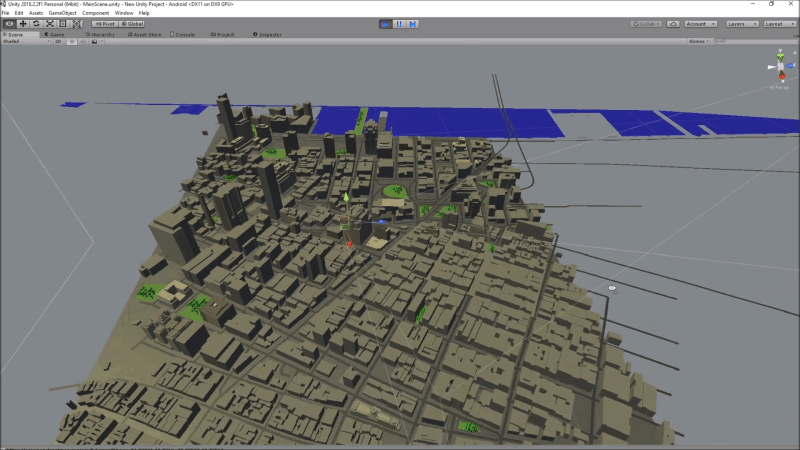 Unity 2018.2.2f1 Personal (64bit) - MainScene.unity - New Unity Project - Android <DX11 on DX9 GPU>
File Edit Assets GameObject Component Window Help
Pivot Global Collab Account Layers Layout
Scene Game Hierarchy Asset Store Console Project Inspector
Shaded 2D Gizmos
Persp